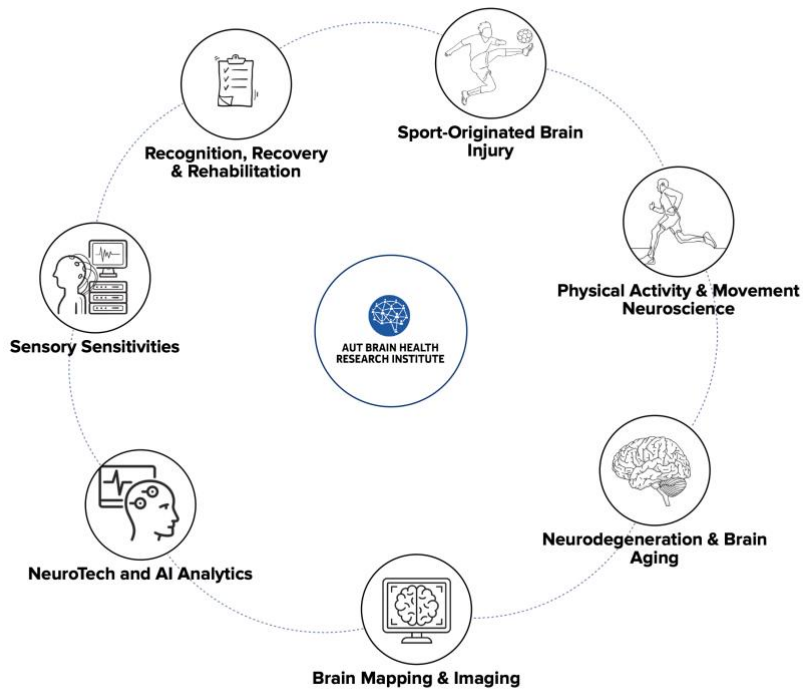 Sport-Originated Brain
Injury
Recognition, Recovery
& Rehabilitation
Physical Activity & Movement
Neuroscience
AUT BRAIN HEALTH
RESEARCH INSTITUTE
Sensory Sensitivities
Neurodegeneration & Brain
Aging
NeuroTech and AI Analytics
Brain Mapping & Imaging